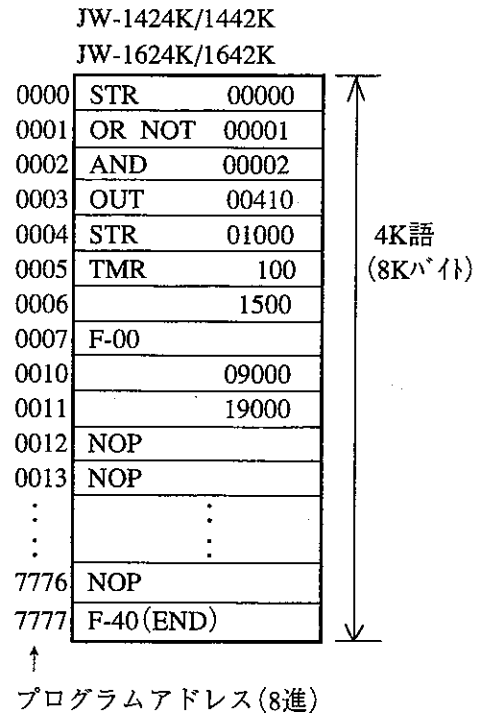 JW-1424K/1442K
JW-1624K/1642K
0000 STR 00000
0001 OR NOT 00001
0002 AND 00002
0003 OUT 00410
0004 STR 01000
0005 TMR 100
0006 1500
0007 F-00
0010 09000
0011 19000
0012 NOP
0013 NOP
7776 NOP
7777 F-40(END)
4K語
(8Kバイト)
プログラムアドレス(8進)